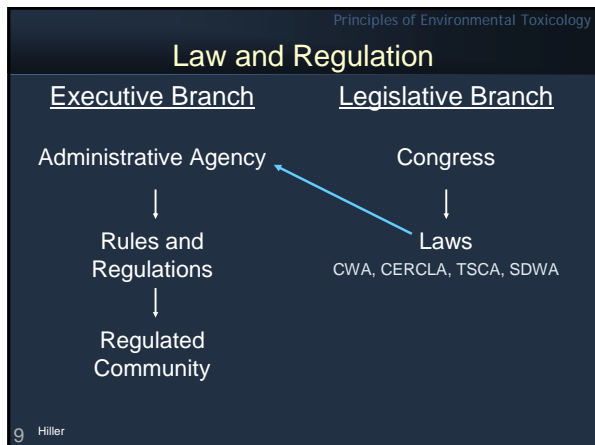 Principles of Environmental Toxicology
Law and Regulation
Executive Branch
Administrative Agency
Rules and
Regulations
Regulated
Community
Legislative Branch
Congress
Laws
CWA, CERCLA, TSCA, SDWA
9 Hiller